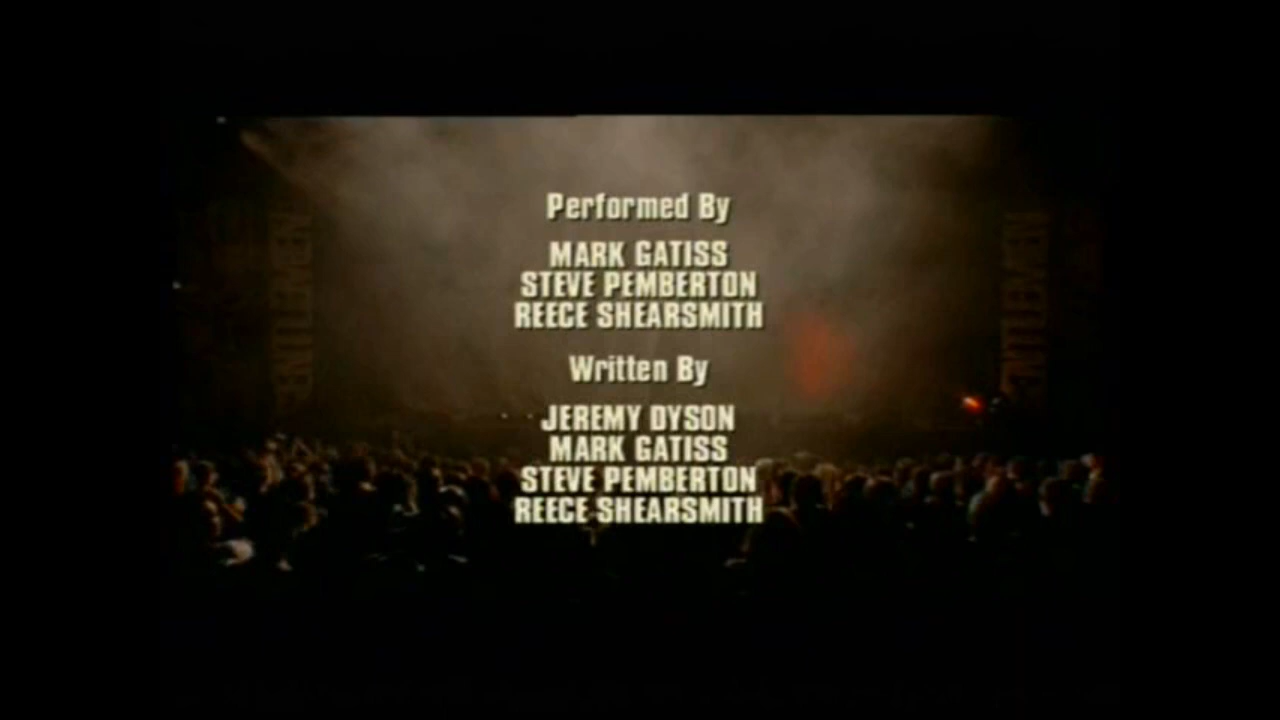 Performed By
MARK GATISS
STEVE PEMBERTON
REECE SHEARSMITH
Written By
JEREMY DYSON
MARK GATISS
STEVE PEMBERTON
REECE SHEARSMITH